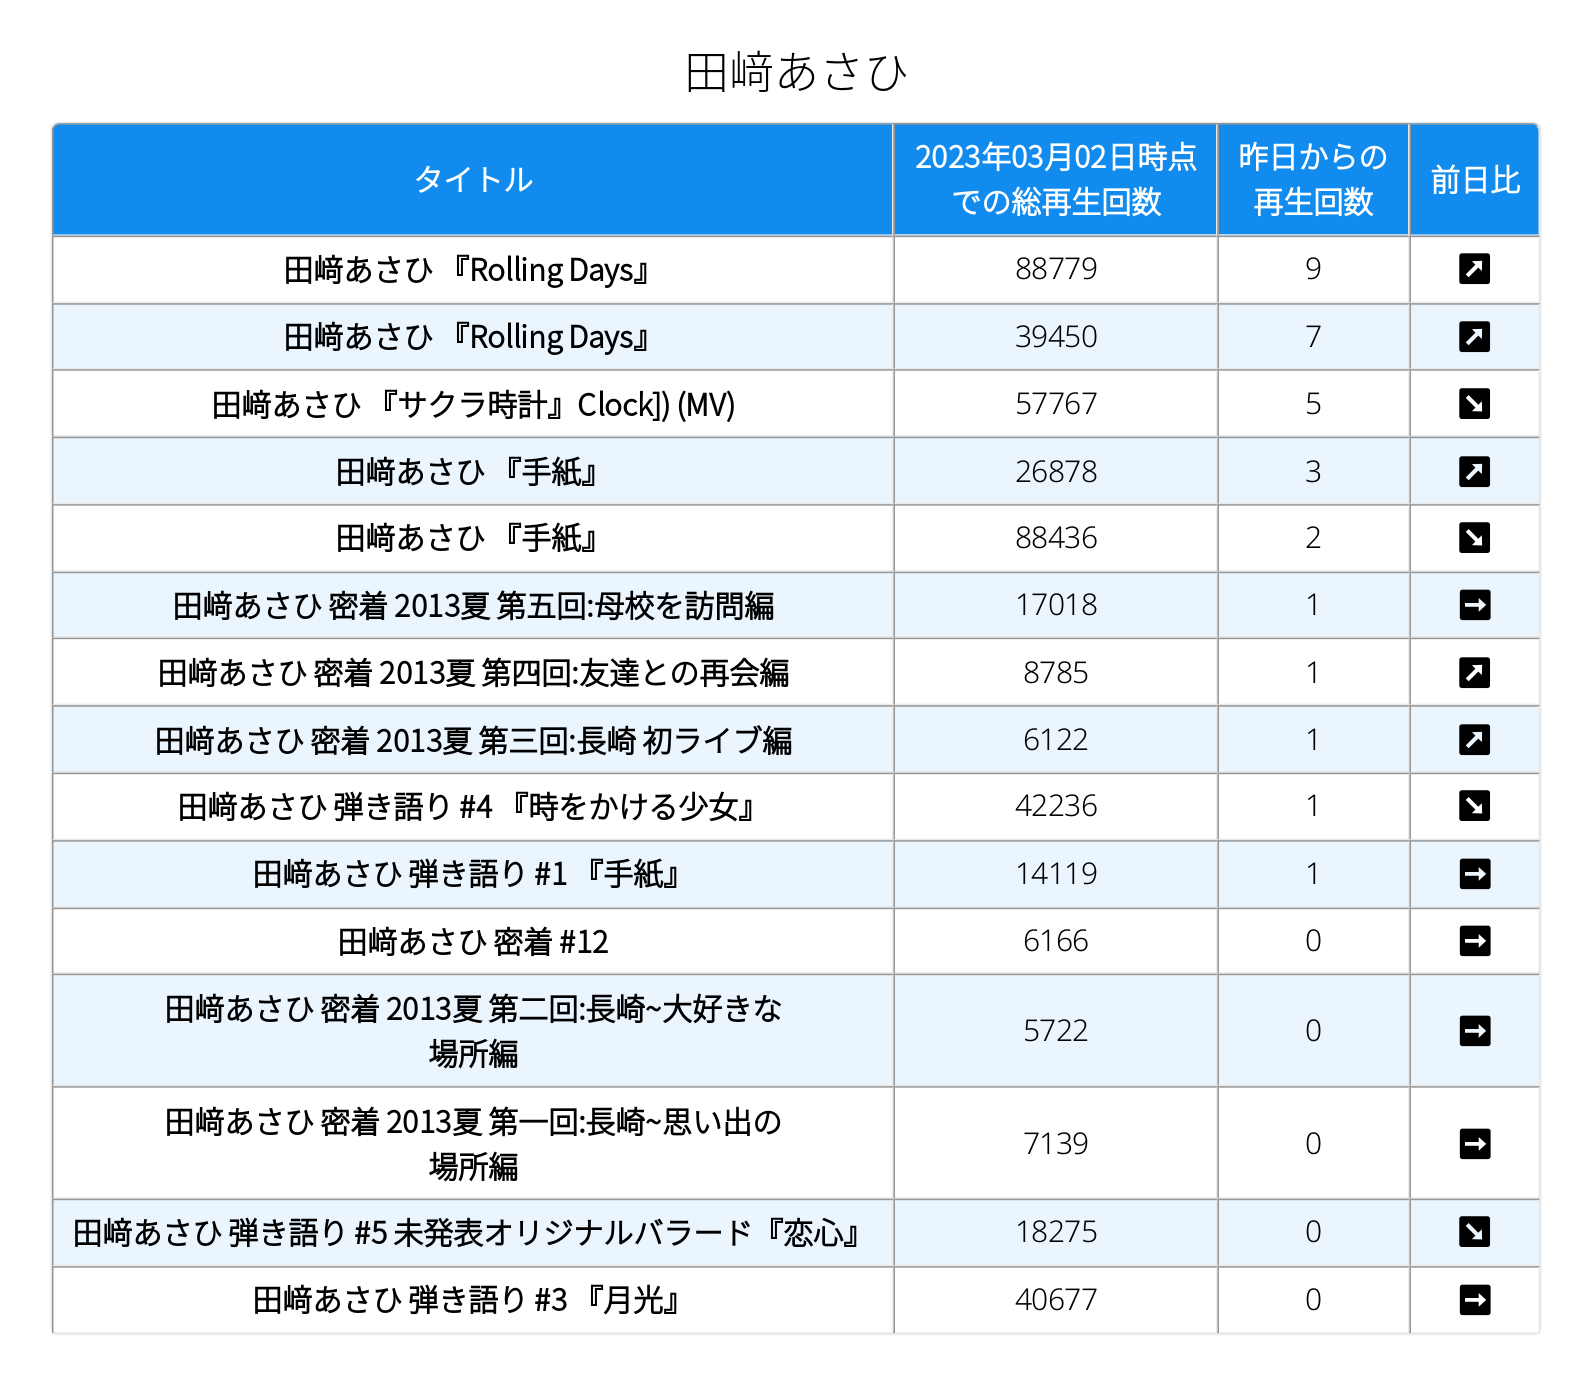 田﨑あさひ
タイトル
2023年03月02日時点
での総再生回数
昨日からの
再生回数
前日比
田﨑あさひ 『Rolling Days』 88779 9
田﨑あさひ 『Rolling Days』 39450 7
田﨑あさひ 『サクラ時計』Clock]) (MV) 57767 5
田﨑あさひ 『手紙』 26878 3
田﨑あさひ 『手紙』 88436 2
田﨑あさひ 密着 2013夏 第五回:母校を訪問編 17018 1
田﨑あさひ 密着 2013夏 第四回:友達との再会編 8785 1
田﨑あさひ 密着 2013夏 第三回:長崎 初ライブ編 6122 1
田﨑あさひ 弾き語り #4 『時をかける少女』 42236 1
田﨑あさひ 弾き語り #1 『手紙』 14119 1
田﨑あさひ 密着 #12 6166 0
田﨑あさひ 密着 2013夏 第二回:長崎~大好きな
場所編 5722 0
田﨑あさひ 密着 2013夏 第一回:長崎~思い出の
場所編 7139 0
田﨑あさひ 弾き語り #5 未発表オリジナルバラード『恋心』 18275 0
田﨑あさひ 弾き語り #3 『月光』 40677 0